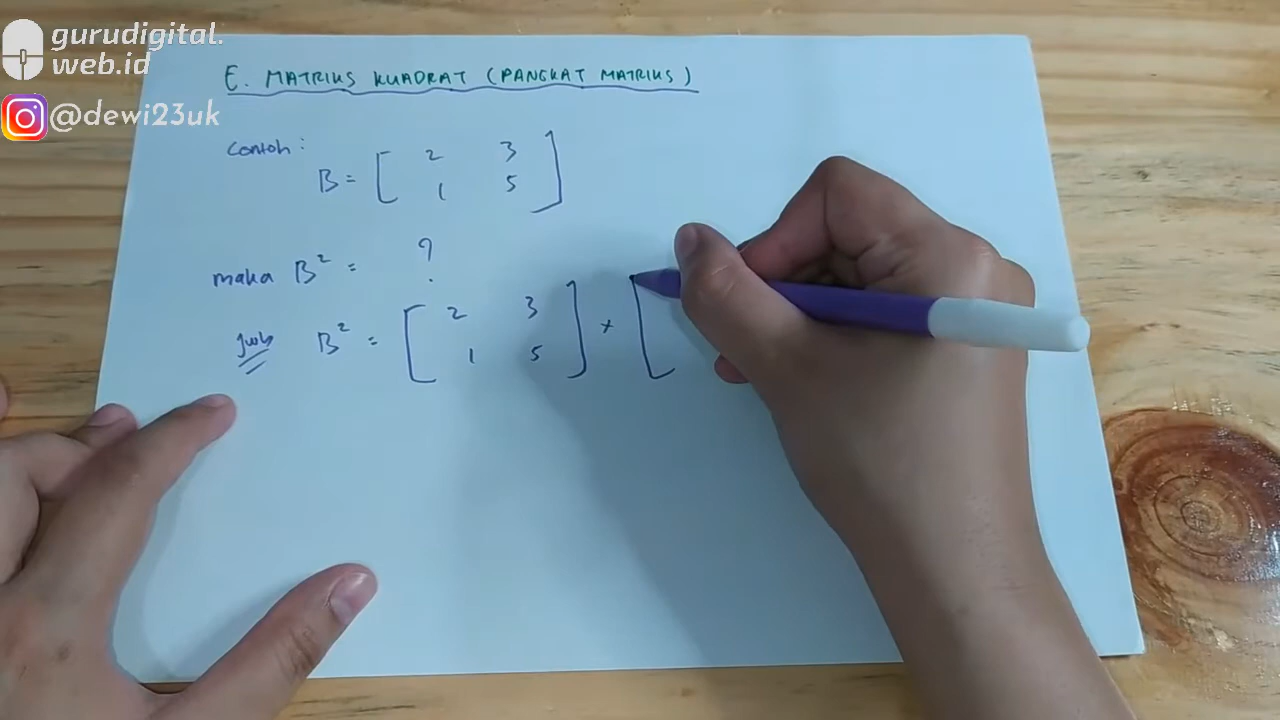 gurudigital.
web.id
@dewi23uk
E. MATRIKS KUADRAT (PANGKAT MATRIKS)
Contoh:
B = [ 2 3
1 5 ]
maka B² = ?
Jwb B² = [ 2 3
1 5 ] × [